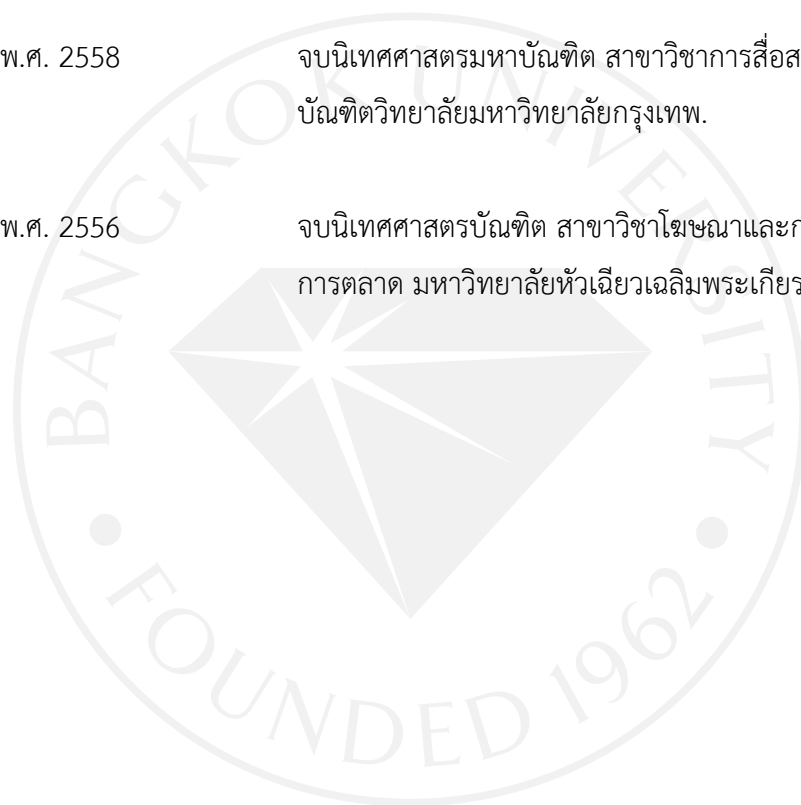 พ.ศ. 2558 จบนิเทศศาสตรมหาบัณฑิต สาขาวิชาการสื่อส
บัณฑิตวิทยาลัยมหาวิทยาลัยกรุงเทพ.
พ.ศ. 2556 จบนิเทศศาสตรบัณฑิต สาขาวิชาโฆษณาและก
การตลาด มหาวิทยาลัยหัวเฉียวเฉลิมพระเกียร
BANGKOK UNIVERSITY
FOUNDED 1962